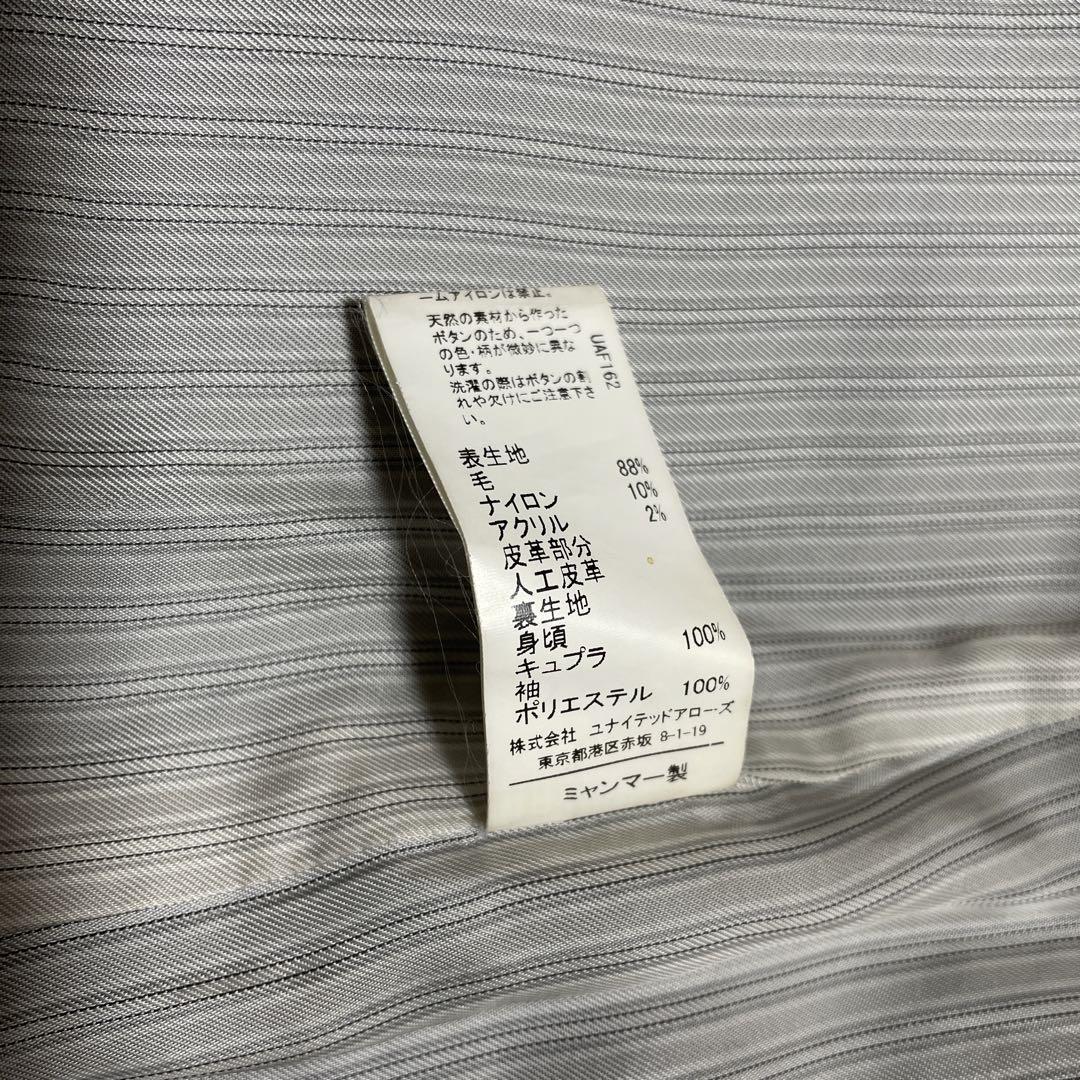 ームアイロンは禁止。
天然の素材から作った
ボタンのため、一つ一つ
の色・柄が微妙に異な
ります。
洗濯の際はボタンの割
れや欠けにご注意下さ
い。
UAF162
表生地
毛 88%
ナイロン 10%
アクリル 2%
皮革部分
人工皮革
裏生地
身頃
キュプラ 100%
袖
ポリエステル 100%
株式会社 ユナイテッドアローズ
東京都港区赤坂 8-1-19
ミャンマー製